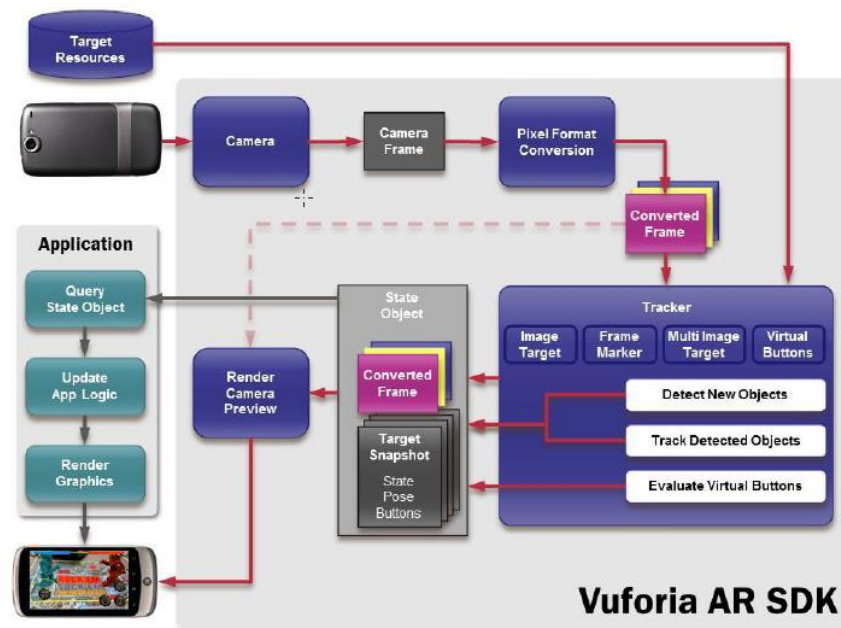 Target
Resources
Camera
Camera
Frame
Pixel Format
Conversion
Converted
Frame
Application
Query
State Object
Update
App Logic
Render
Graphics
Render
Camera
Preview
State
Object
Converted
Frame
Target
Snapshot
State
Pose
Buttons
Tracker
Image
Target
Frame
Marker
Multi Image
Target
Virtual
Buttons
Detect New Objects
Track Detected Objects
Evaluate Virtual Buttons
Vuforia AR SDK